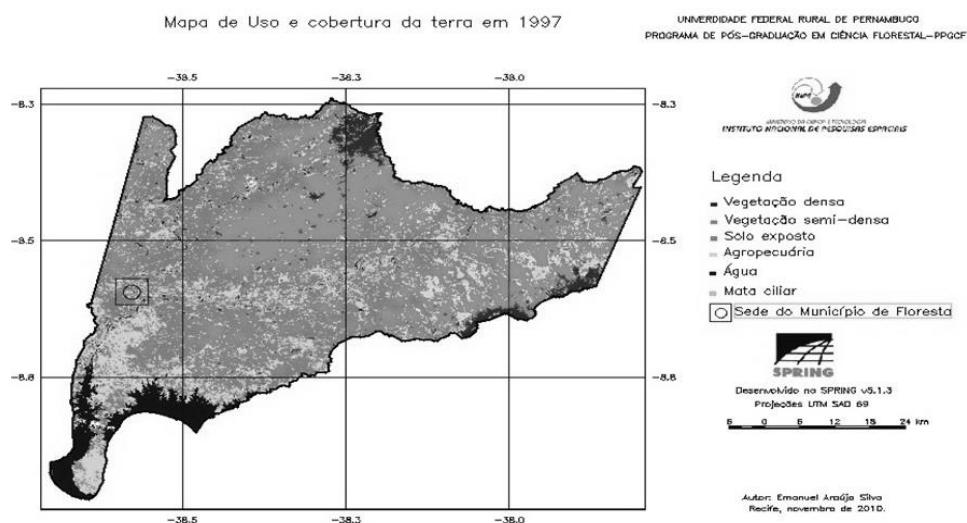 Mapa de Uso e cobertura da terra em 1997
UNIVERDIDADE FEDERAL RURAL DE PERNAMBUCO
PROGRAMA DE PÓS-GRADUAÇÃO EM CIÊNCIA FLORESTAL-PPGCF
-38.5 -38.3 -38.0
-8.3 -8.3
-8.5 -8.5
-8.8 -8.8
-38.5 -38.3 -38.0
INSTITUTO NACIONAL DE PESQUISAS ESPACIAIS
Legenda
Vegetação densa
Vegetação semi-densa
Solo exposto
Agropecuária
Água
Mata ciliar
Sede do Município de Floresta
SPRING
Desenvolvido no SPRING v5.1.3
Projeções UTM SAD 69
6 0 6 12 18 24 km
Autor: Emanuel Araújo Silva
Recife, novembro de 2010.